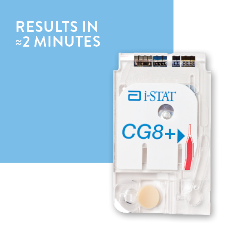 RESULTS IN
≈2 MINUTES
i-STAT
CG8+